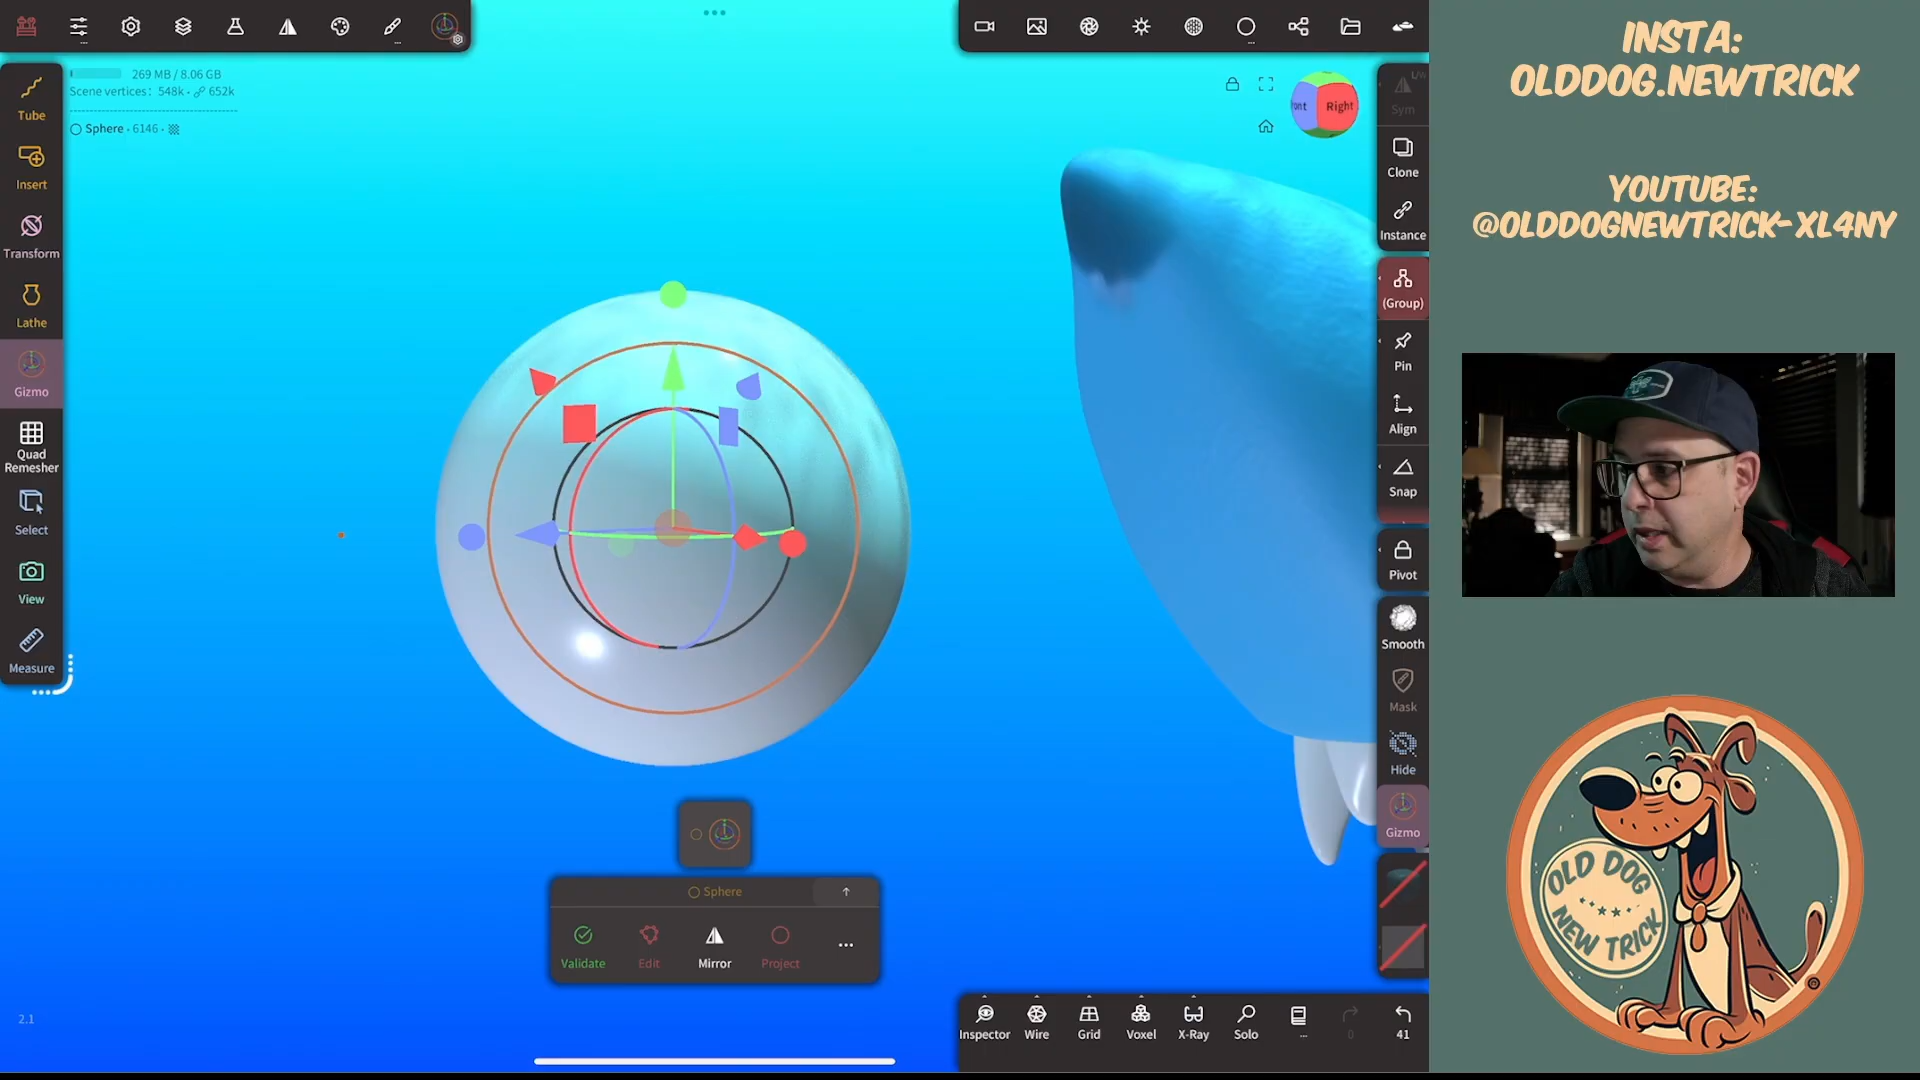 INSTA:
OLDDOG.NEWTRICK
YOUTUBE:
@OLDDOGNEWTRICK-XL4NY
269 MB / 8.06 GB
Scene vertices: 548k • 652k
Sphere • 6146 •
Tube
Insert
Transform
Lathe
Gizmo
Quad
Remesher
Select
View
Measure
2.1
ont
Right
Sym
Clone
Instance
(Group)
Pin
Align
Snap
Pivot
Smooth
Mask
Hide
Gizmo
Sphere
Validate
Edit
Mirror
Project
...
Inspector
Wire
Grid
Voxel
X-Ray
Solo
...
0
41
OLD DOG
NEW TRICK